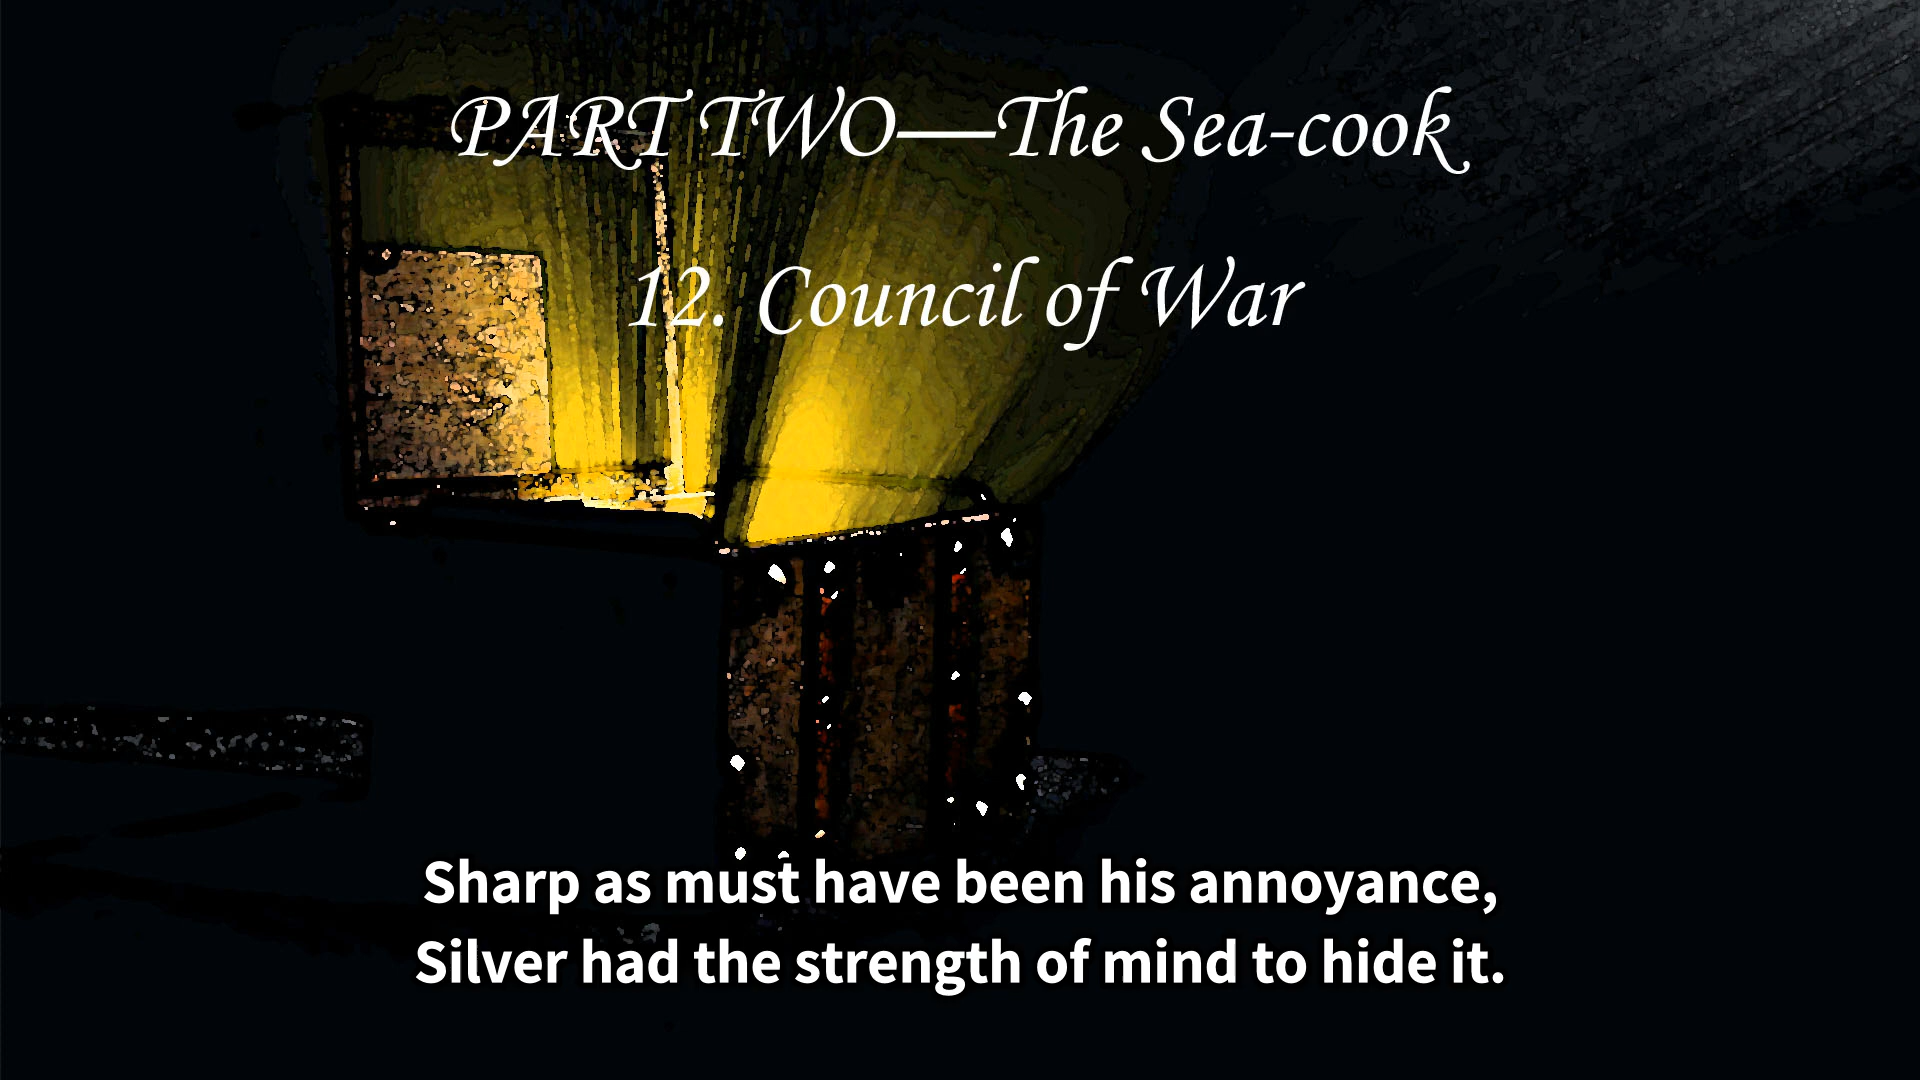 PART TWO—The Sea-cook
12. Council of War
Sharp as must have been his annoyance,
Silver had the strength of mind to hide it.